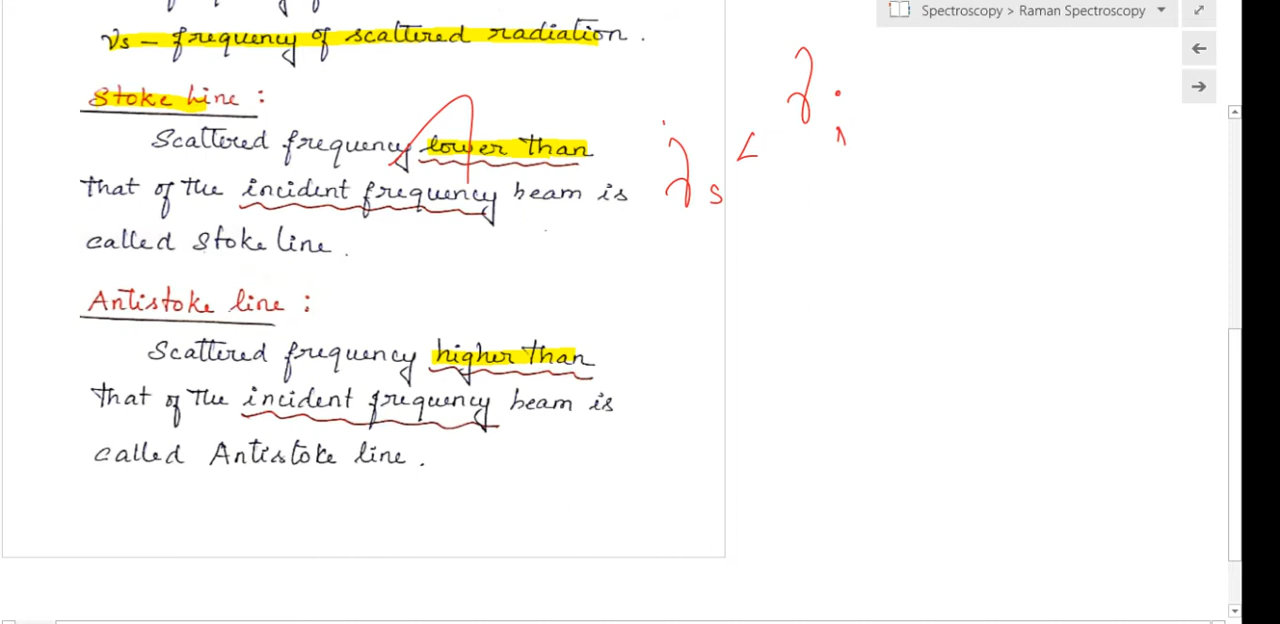 Spectroscopy > Raman Spectroscopy
νs – frequency of scattered radiation.
Stoke Line :
Scattered frequency lower than
that of the incident frequency beam is
called Stoke line.
νs < νi
Antistoke line :
Scattered frequency higher than
that of the incident frequency beam is
called Antistoke line.